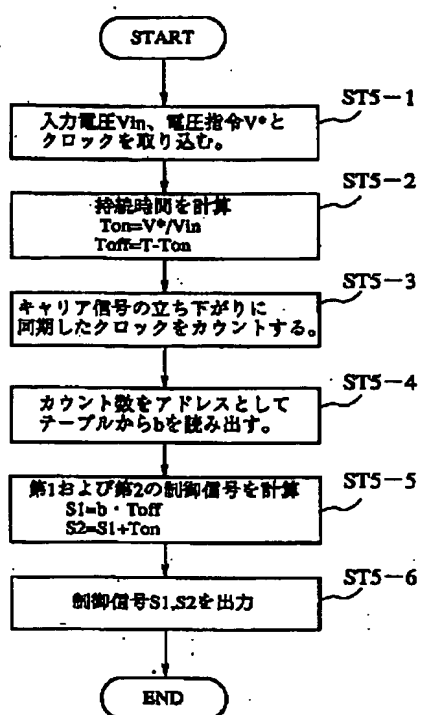 START
ST5-1
入力電圧Vin、電圧指令V*と
クロックを取り込む。
ST5-2
持続時間を計算
Ton=V*/Vin
Toff=T-Ton
ST5-3
キャリア信号の立ち下がりに
同期したクロックをカウントする。
ST5-4
カウント数をアドレスとして
テーブルからbを読み出す。
ST5-5
第1および第2の制御信号を計算
S1=b・Toff
S2=S1+Ton
ST5-6
制御信号S1,S2を出力
END